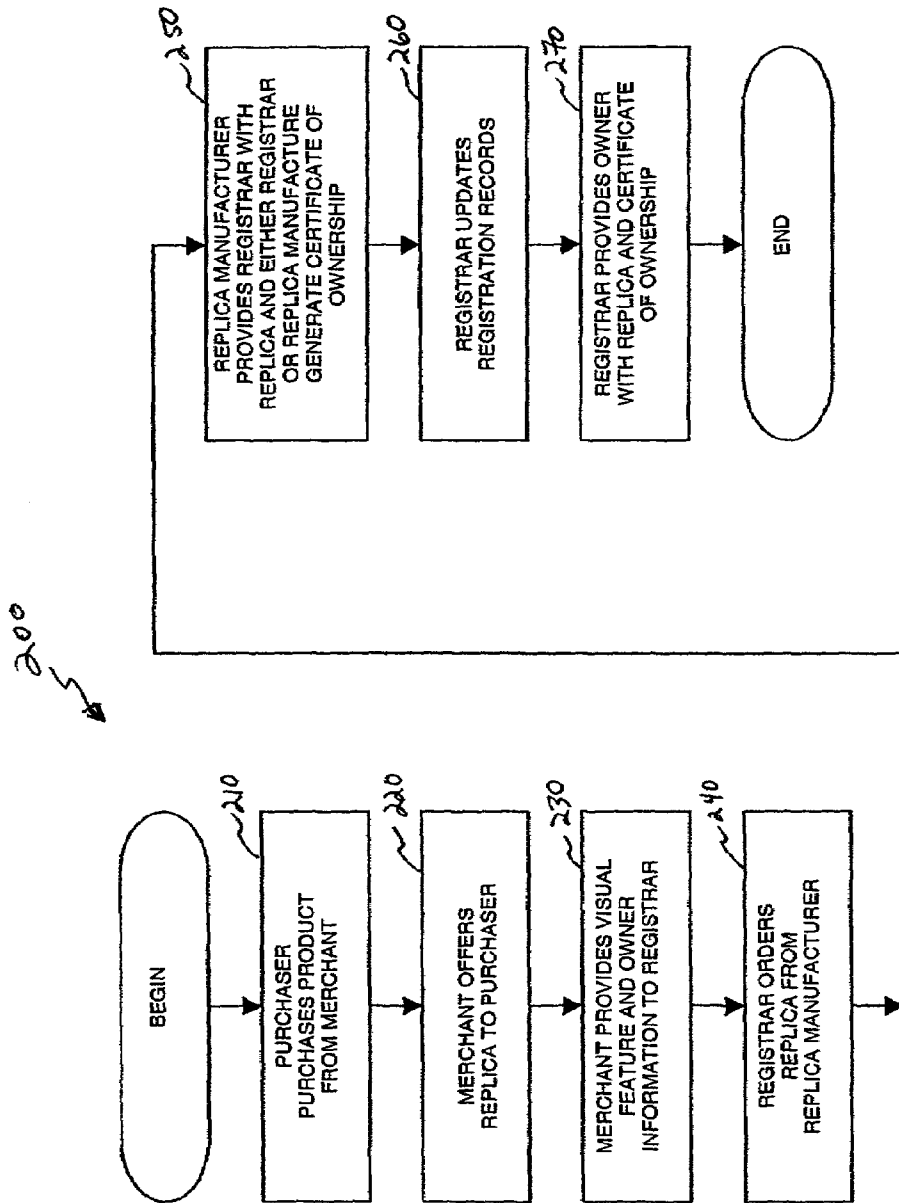 200
BEGIN
210
PURCHASER
PURCHASES PRODUCT
FROM MERCHANT
220
MERCHANT OFFERS
REPLICA TO PURCHASER
230
MERCHANT PROVIDES VISUAL
FEATURE AND OWNER
INFORMATION TO REGISTRAR
240
REGISTRAR ORDERS
REPLICA FROM
REPLICA MANUFACTURER
250
REPLICA MANUFACTURER
PROVIDES REGISTRAR WITH
REPLICA AND EITHER REGISTRAR
OR REPLICA MANUFACTURE
GENERATE CERTIFICATE OF
OWNERSHIP
260
REGISTRAR UPDATES
REGISTRATION RECORDS
270
REGISTRAR PROVIDES OWNER
WITH REPLICA AND CERTIFICATE
OF OWNERSHIP
END